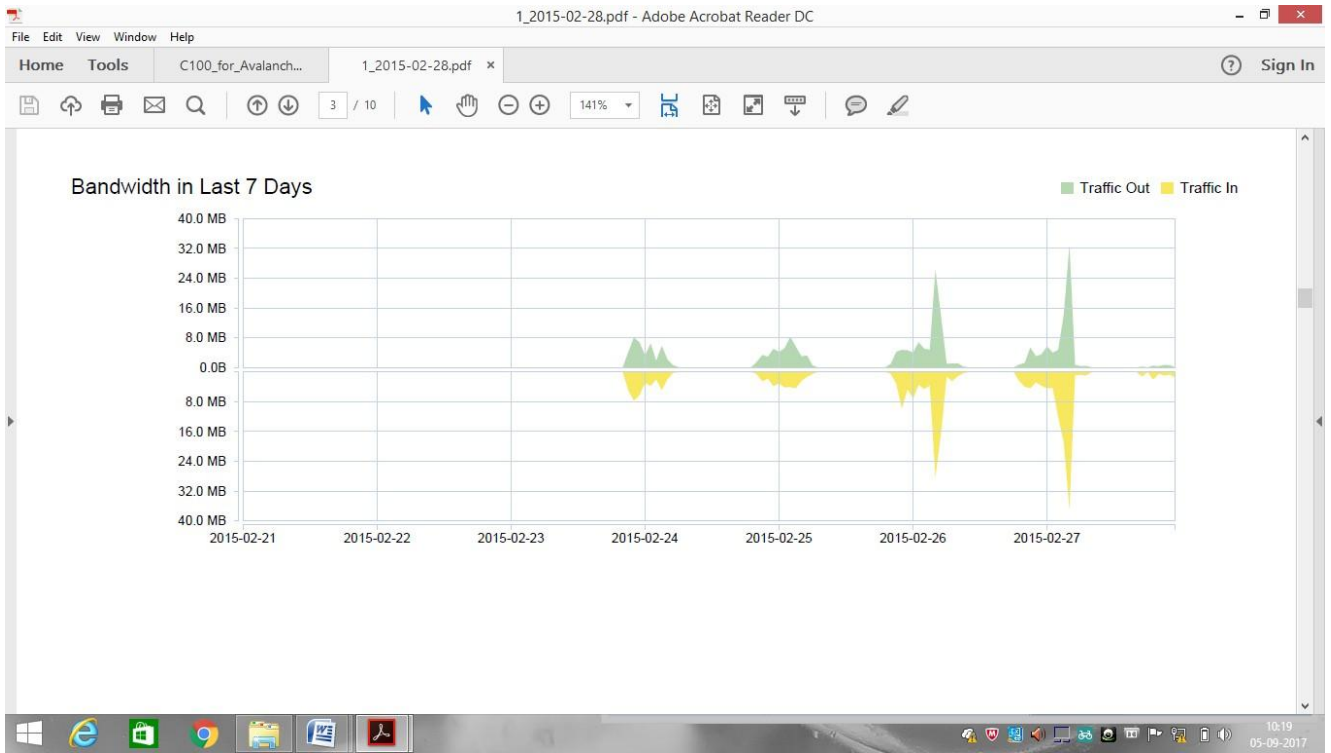 1_2015-02-28.pdf - Adobe Acrobat Reader DC
File Edit View Window Help
Home Tools C100_for_Avalanch... 1_2015-02-28.pdf × Sign In
3 / 10 141%
Bandwidth in Last 7 Days
Traffic Out Traffic In
40.0 MB
32.0 MB
24.0 MB
16.0 MB
8.0 MB
0.0B
8.0 MB
16.0 MB
24.0 MB
32.0 MB
40.0 MB
2015-02-21 2015-02-22 2015-02-23 2015-02-24 2015-02-25 2015-02-26 2015-02-27
10:19
05-09-2017